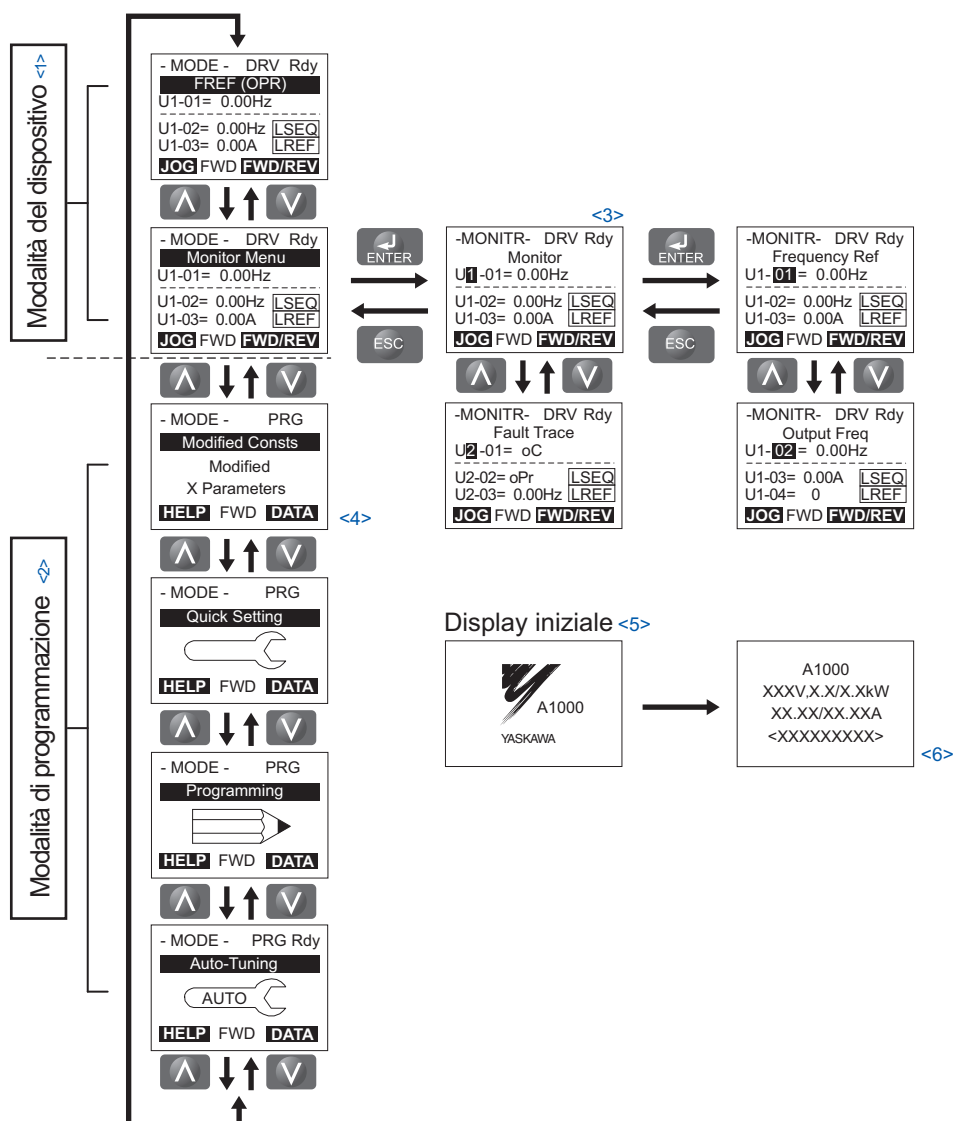 Modalità del dispositivo <1>
- MODE - DRV Rdy
FREF (OPR)
U1-01= 0.00Hz
U1-02= 0.00Hz LSEQ
U1-03= 0.00A LREF
JOG FWD FWD/REV
- MODE - DRV Rdy
Monitor Menu
U1-01= 0.00Hz
U1-02= 0.00Hz LSEQ
U1-03= 0.00A LREF
JOG FWD FWD/REV
ENTER
ESC
<3>
-MONITR- DRV Rdy
Monitor
U1 -01= 0.00Hz
U1-02= 0.00Hz LSEQ
U1-03= 0.00A LREF
JOG FWD FWD/REV
ENTER
ESC
-MONITR- DRV Rdy
Frequency Ref
U1- 01 = 0.00Hz
U1-02= 0.00Hz LSEQ
U1-03= 0.00A LREF
JOG FWD FWD/REV
-MONITR- DRV Rdy
Fault Trace
U2 -01= oC
U2-02= oPr LSEQ
U2-03= 0.00Hz LREF
JOG FWD FWD/REV
-MONITR- DRV Rdy
Output Freq
U1- 02 = 0.00Hz
U1-03= 0.00A LSEQ
U1-04= 0 LREF
JOG FWD FWD/REV
Modalità di programmazione <2>
- MODE - PRG
Modified Consts
Modified
X Parameters
HELP FWD DATA
<4>
- MODE - PRG
Quick Setting
HELP FWD DATA
- MODE - PRG
Programming
HELP FWD DATA
- MODE - PRG Rdy
Auto-Tuning
AUTO
HELP FWD DATA
Display iniziale <5>
A1000
YASKAWA
A1000
XXXV,X.X/X.XkW
XX.XX/XX.XXA
<XXXXXXXXX>
<6>